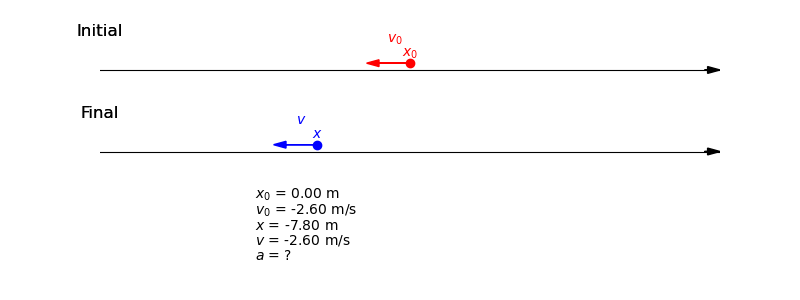 Initial
v₀
x₀
Final
v
x
x₀ = 0.00 m
v₀ = -2.60 m/s
x = -7.80 m
v = -2.60 m/s
a = ?